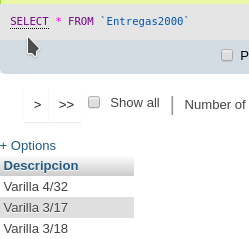 SELECT * FROM `Entregas2000`
P
> >> Show all Number of
+ Options
Descripcion
Varilla 4/32
Varilla 3/17
Varilla 3/18